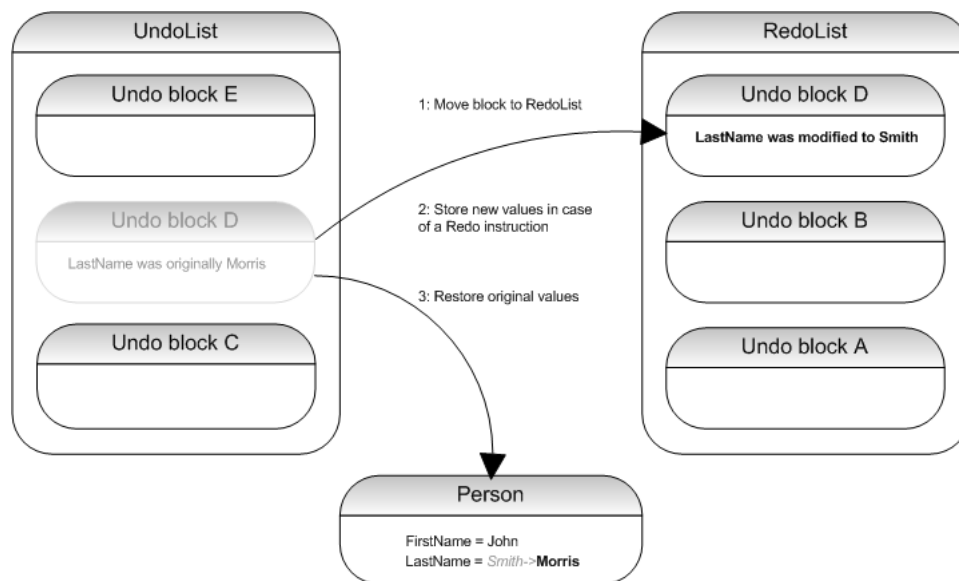 UndoList
Undo block E
Undo block D
LastName was originally Morris
Undo block C
1: Move block to RedoList
2: Store new values in case
of a Redo instruction
3: Restore original values
RedoList
Undo block D
LastName was modified to Smith
Undo block B
Undo block A
Person
FirstName = John
LastName = Smith->Morris